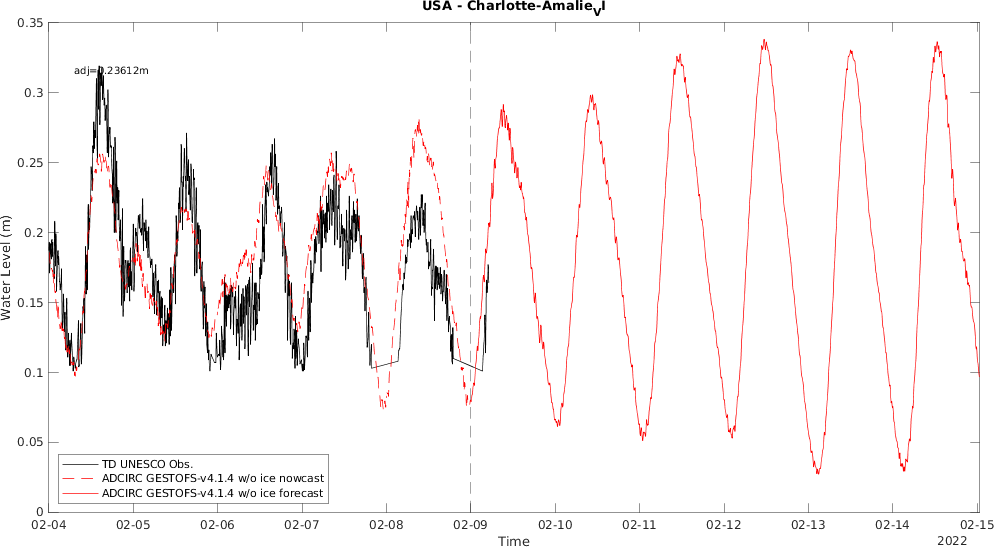 USA - Charlotte-Amalie_VI
adj=0.23612m
0.35
0.3
0.25
0.2
0.15
0.1
0.05
0
Water Level (m)
TD UNESCO Obs.
ADCIRC GESTOFS-v4.1.4 w/o ice nowcast
ADCIRC GESTOFS-v4.1.4 w/o ice forecast
02-04 02-05 02-06 02-07 02-08 02-09 02-10 02-11 02-12 02-13 02-14 02-15
Time
2022